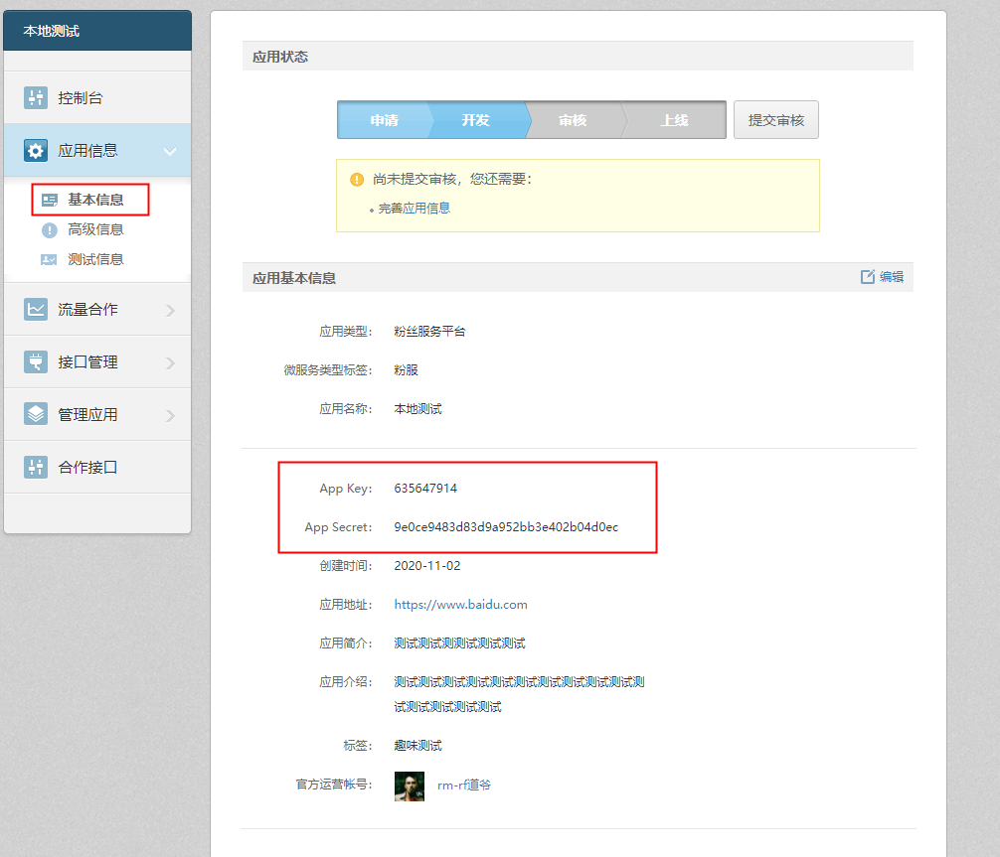 本地测试
控制台
应用信息
基本信息
高级信息
测试信息
流量合作
接口管理
管理应用
合作接口
应用状态
申请
开发
审核
上线
提交审核
尚未提交审核，您还需要：
完善应用信息
应用基本信息
编辑
应用类型： 粉丝服务平台
微服务类型标签： 粉服
应用名称： 本地测试
App Key: 635647914
App Secret: 9e0ce9483d83d9a952bb3e402b04d0ec
创建时间： 2020-11-02
应用地址： https://www.baidu.com
应用简介： 测试测试测测试测试测试
应用介绍： 测试测试测试测试测试测试测试测试测试测试测
试测试测试测试测试
标签： 趣味测试
官方运营帐号： rm-rf道爷